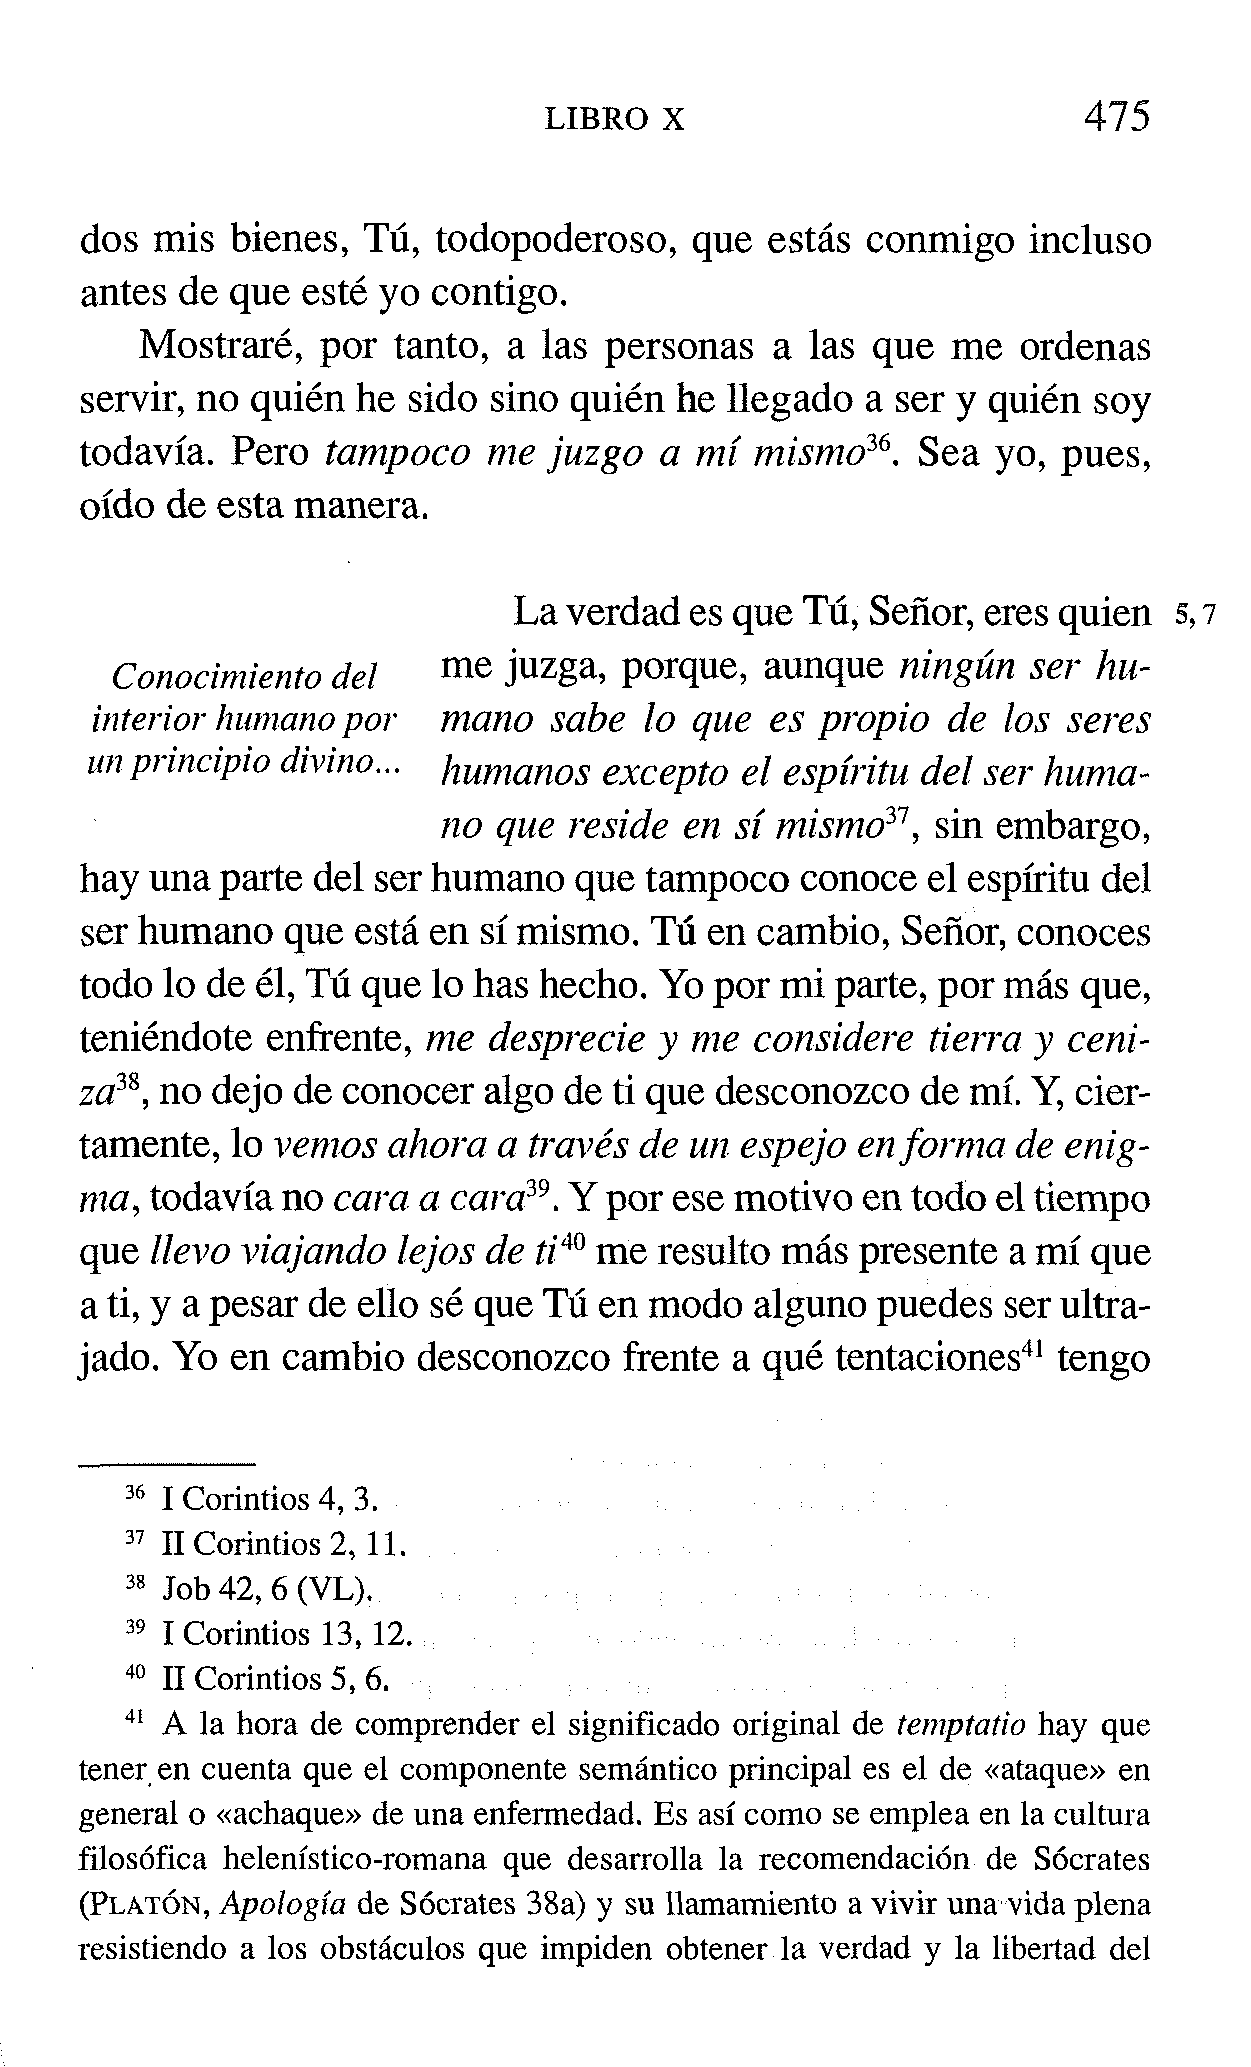 LIBRO X 475
dos mis bienes, Tú, todopoderoso, que estás conmigo incluso
antes de que esté yo contigo.
Mostraré, por tanto, a las personas a las que me ordenas
servir, no quién he sido sino quién he llegado a ser y quién soy
todavía. Pero tampoco me juzgo a mí mismo³⁶. Sea yo, pues,
oído de esta manera.
La verdad es que Tú, Señor, eres quien 5, 7
Conocimiento del
interior humano por
un principio divino...
me juzga, porque, aunque ningún ser hu-
mano sabe lo que es propio de los seres
humanos excepto el espíritu del ser huma-
no que reside en sí mismo³⁷, sin embargo,
hay una parte del ser humano que tampoco conoce el espíritu del
ser humano que está en sí mismo. Tú en cambio, Señor, conoces
todo lo de él, Tú que lo has hecho. Yo por mi parte, por más que,
teniéndote enfrente, me desprecie y me considere tierra y ceni-
za³⁸, no dejo de conocer algo de ti que desconozco de mí. Y, cier-
tamente, lo vemos ahora a través de un espejo en forma de enig-
ma, todavía no cara a cara³⁹. Y por ese motivo en todo el tiempo
que llevo viajando lejos de ti⁴⁰ me resulto más presente a mí que
a ti, y a pesar de ello sé que Tú en modo alguno puedes ser ultra-
jado. Yo en cambio desconozco frente a qué tentaciones⁴¹ tengo
³⁶ I Corintios 4, 3.
³⁷ II Corintios 2, 11.
³⁸ Job 42, 6 (VL).
³⁹ I Corintios 13, 12.
⁴⁰ II Corintios 5, 6.
⁴¹ A la hora de comprender el significado original de temptatio hay que
tener en cuenta que el componente semántico principal es el de «ataque» en
general o «achaque» de una enfermedad. Es así como se emplea en la cultura
filosófica helenístico-romana que desarrolla la recomendación de Sócrates
(PLATÓN, Apología de Sócrates 38a) y su llamamiento a vivir una vida plena
resistiendo a los obstáculos que impiden obtener la verdad y la libertad del